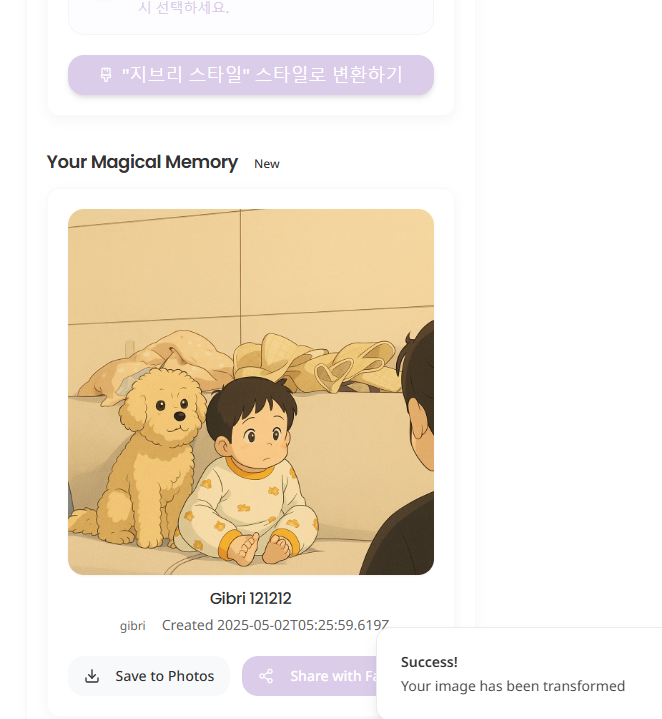 시 선택하세요.
"지브리 스타일" 스타일로 변환하기
Your Magical Memory New
Gibri 121212
gibri Created 2025-05-02T05:25:59.619Z
Save to Photos Share with Fa
Success!
Your image has been transformed